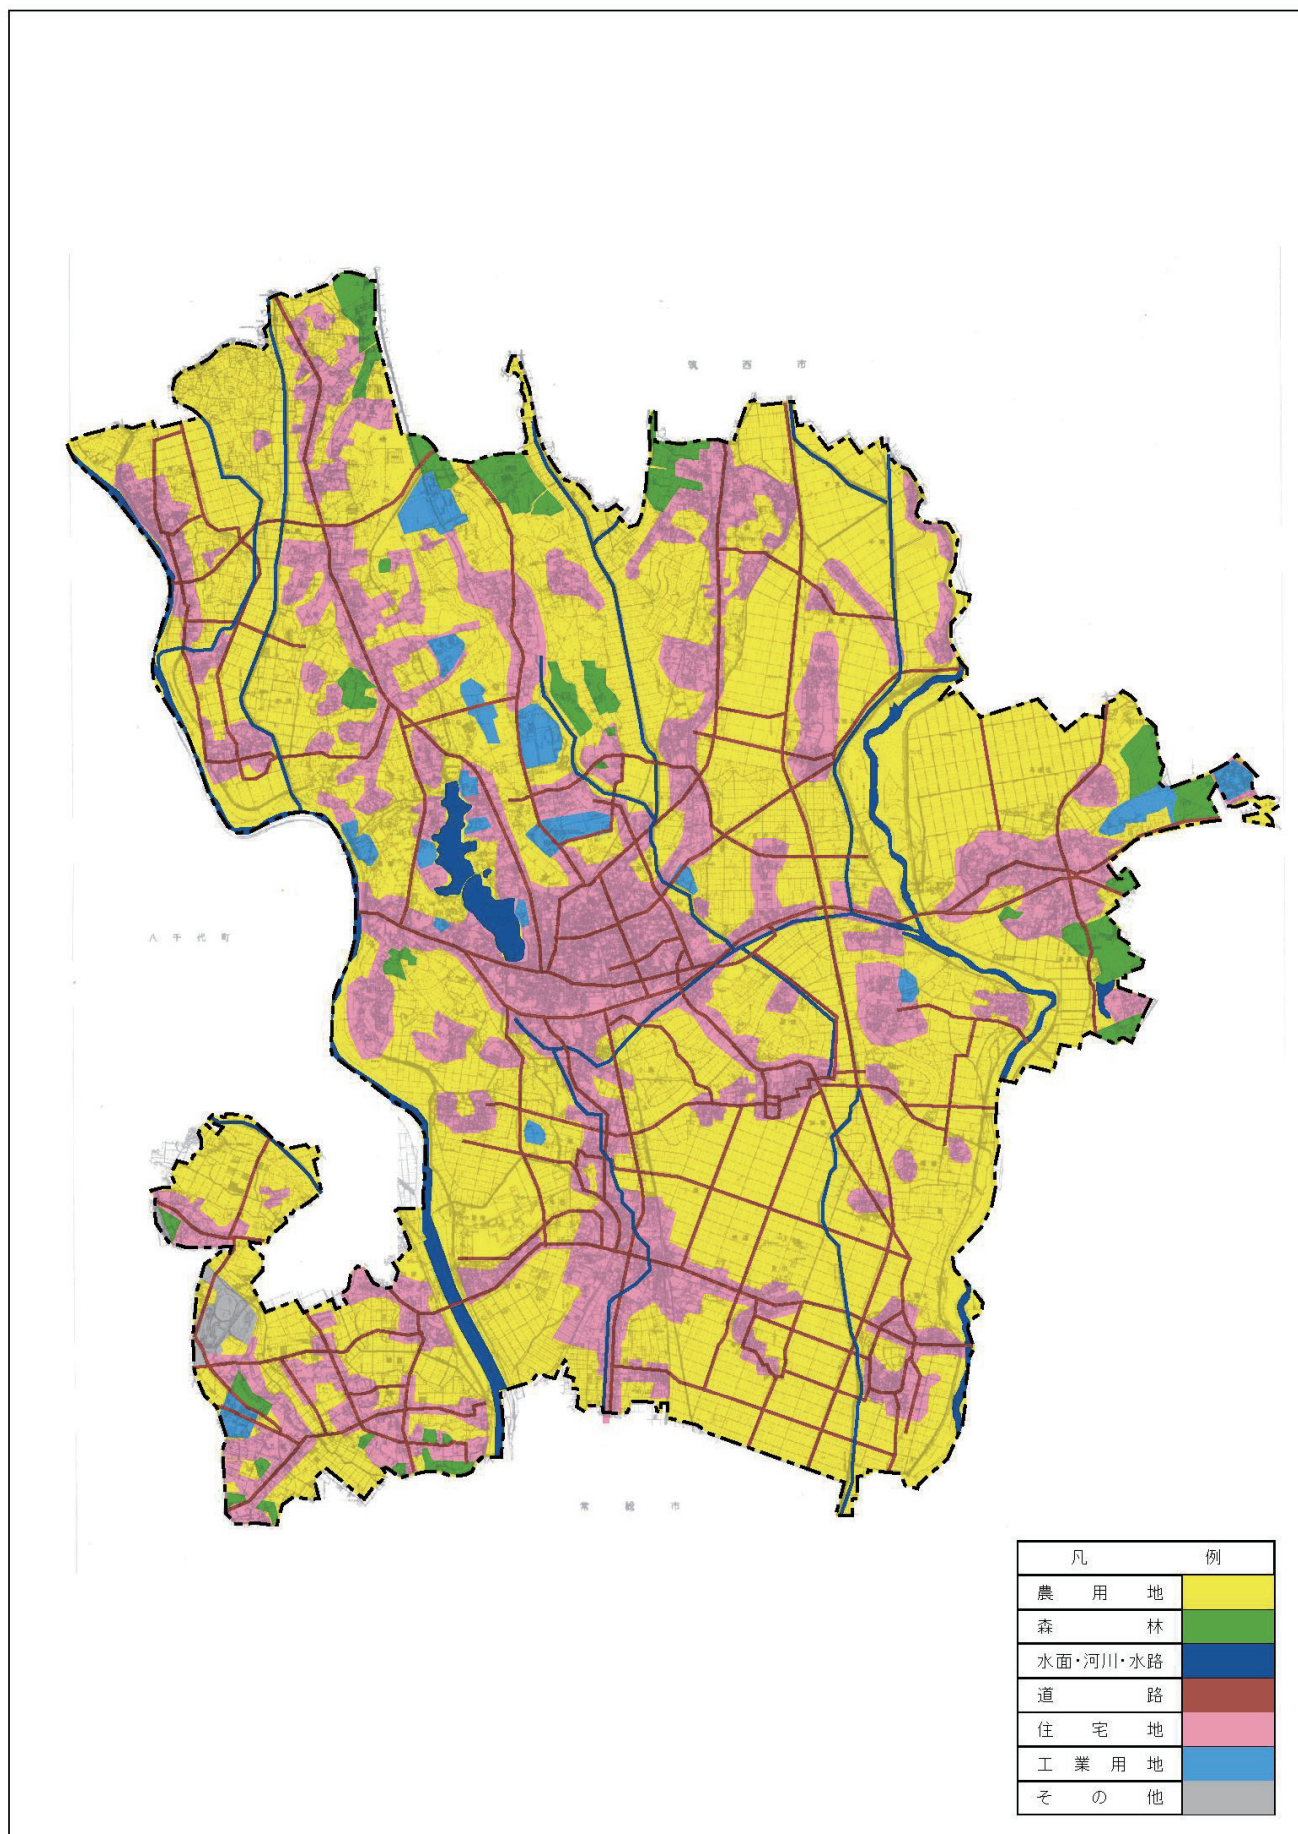 筑西市
八千代町
常総市
凡例
農用地
森林
水面・河川・水路
道路
住宅地
工業用地
その他